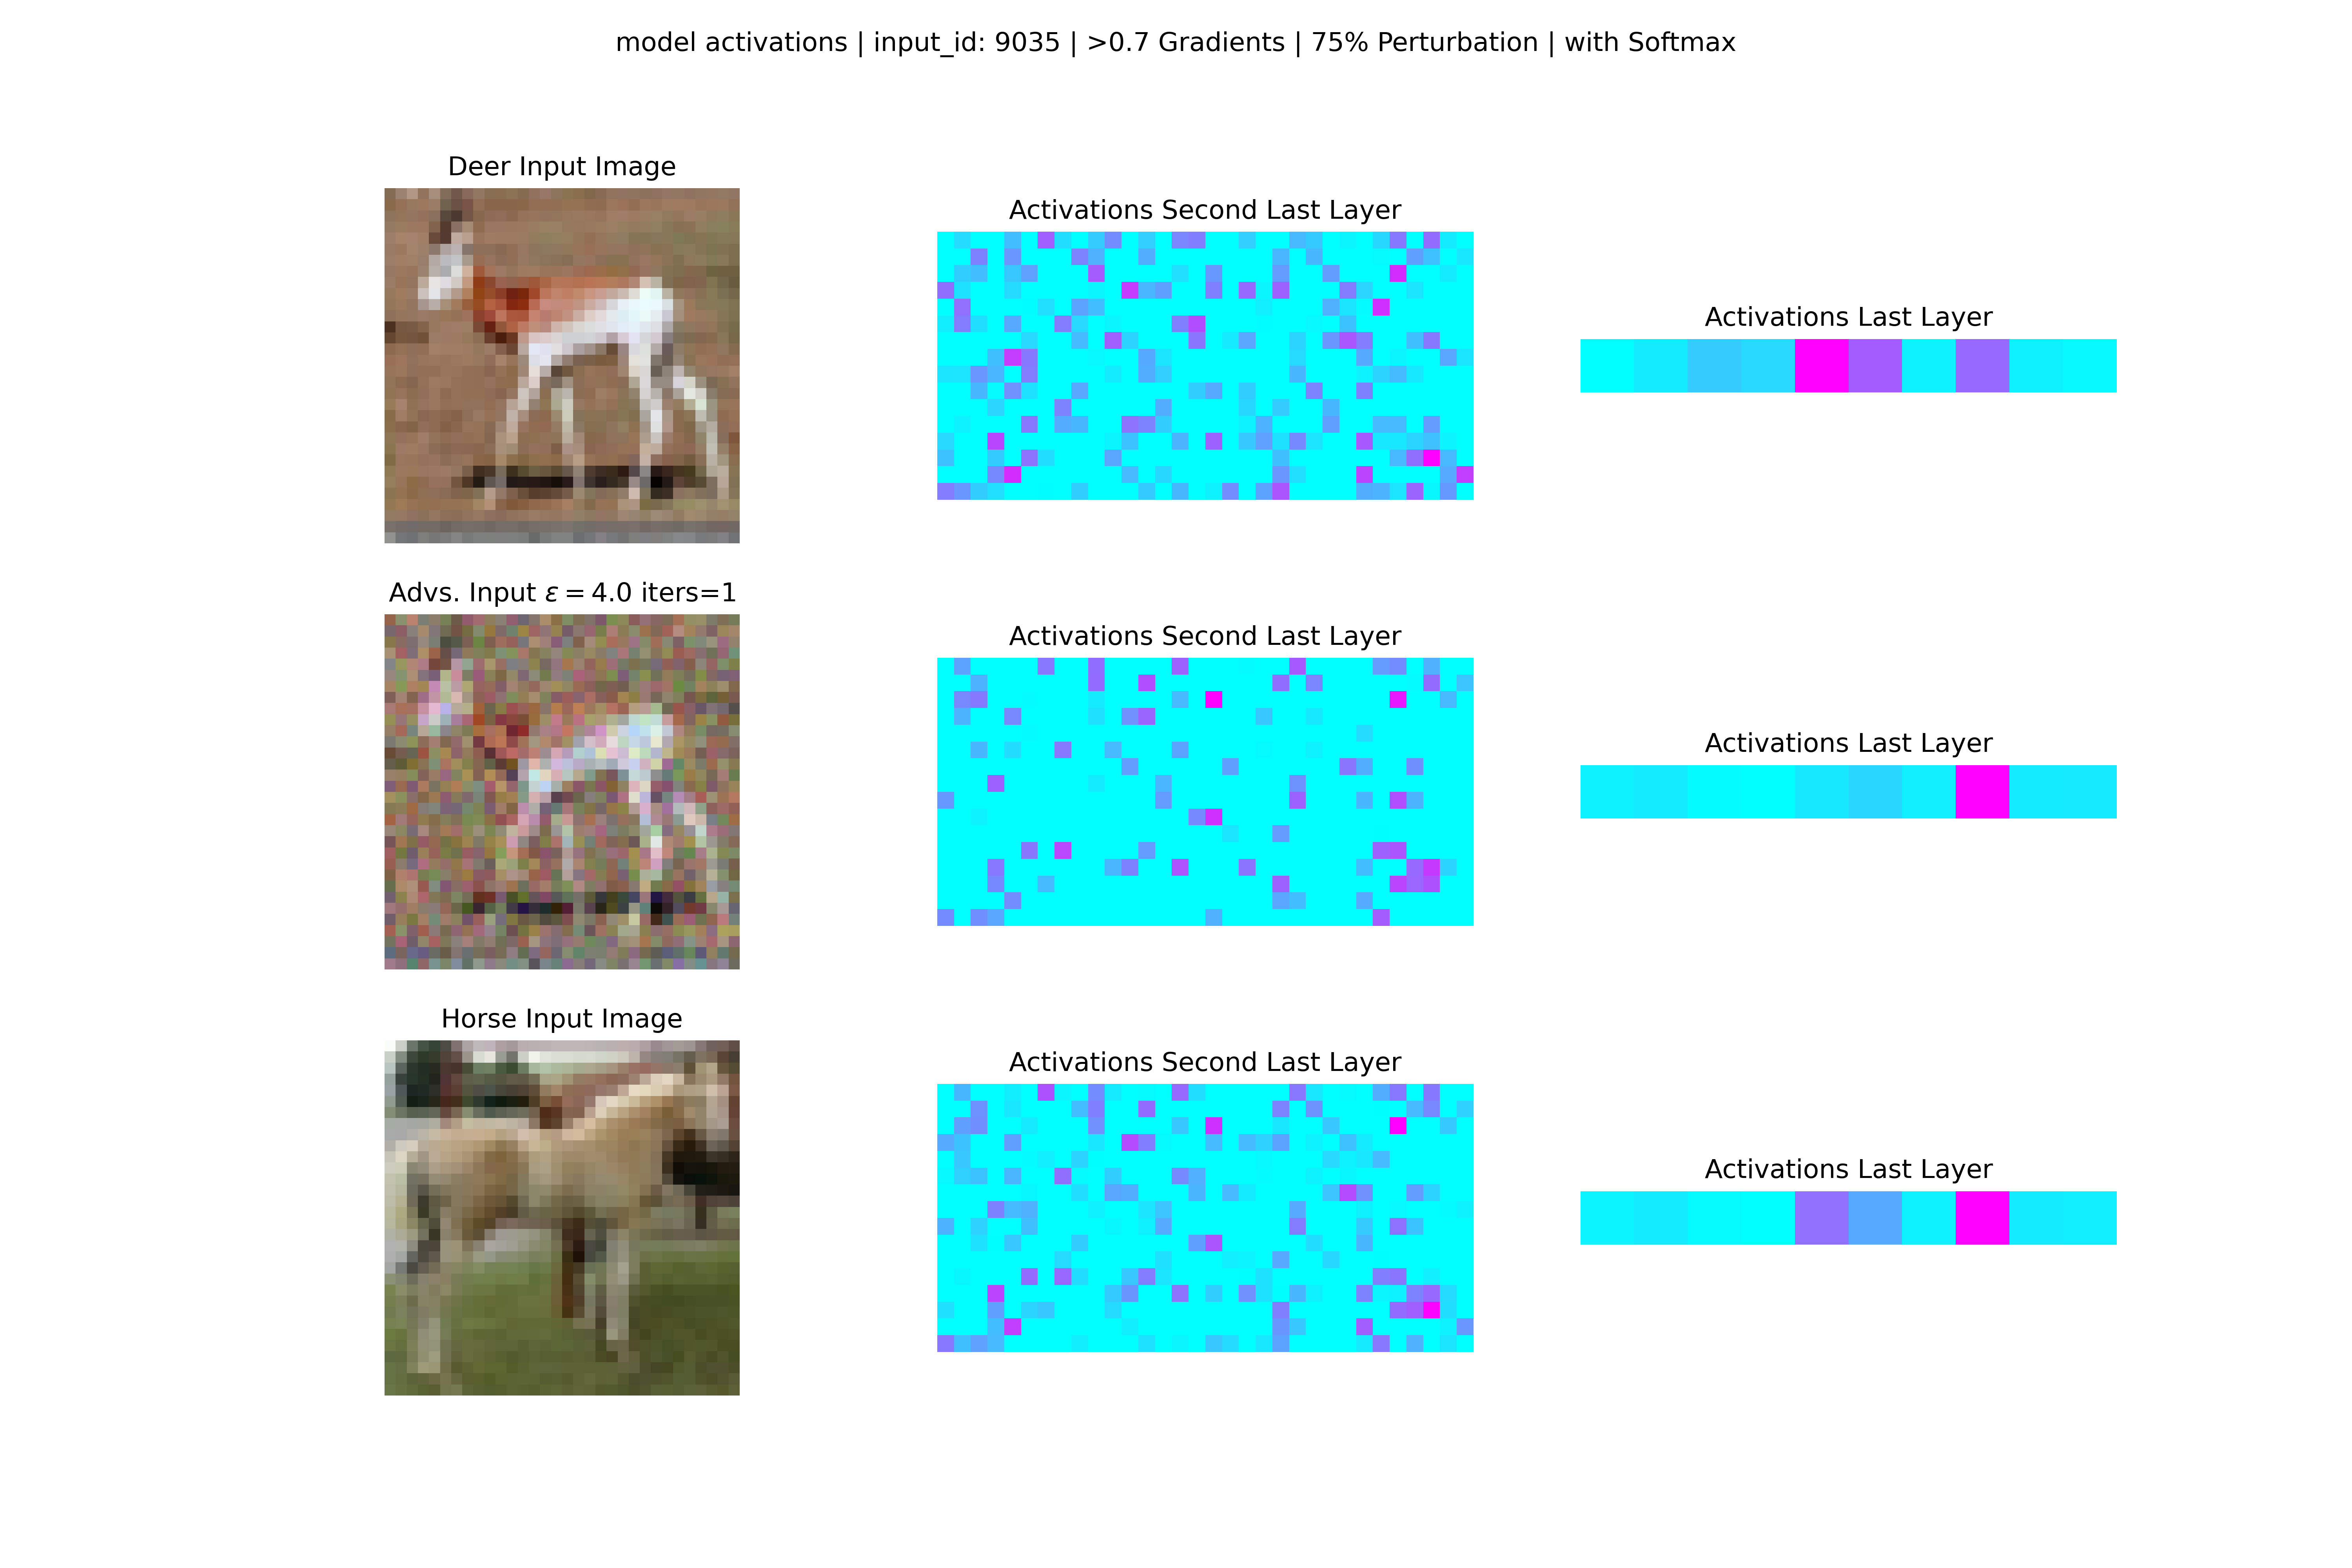 model activations | input_id: 9035 | >0.7 Gradients | 75% Perturbation | with Softmax
Deer Input Image
Activations Second Last Layer
Activations Last Layer
Advs. Input ε = 4.0 iters=1
Activations Second Last Layer
Activations Last Layer
Horse Input Image
Activations Second Last Layer
Activations Last Layer